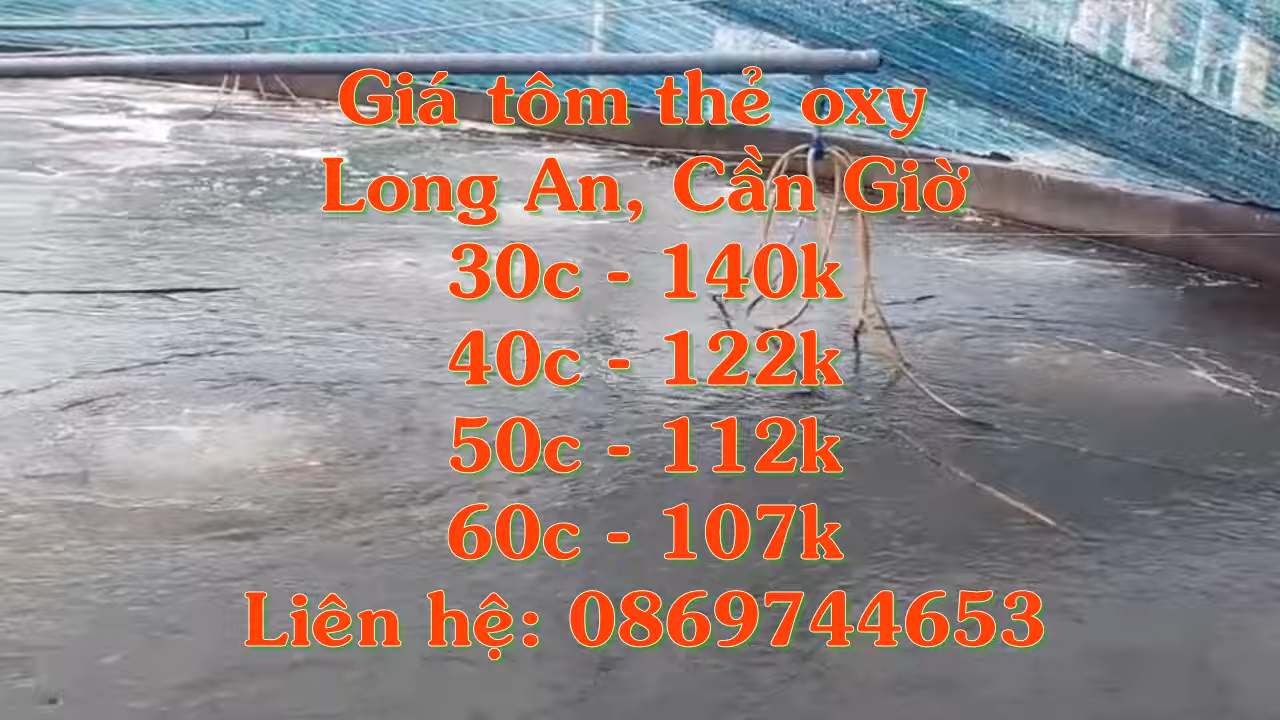 Giá tôm thẻ oxy
Long An, Cần Giờ
30c - 140k
40c - 122k
50c - 112k
60c - 107k
Liên hệ: 0869744653